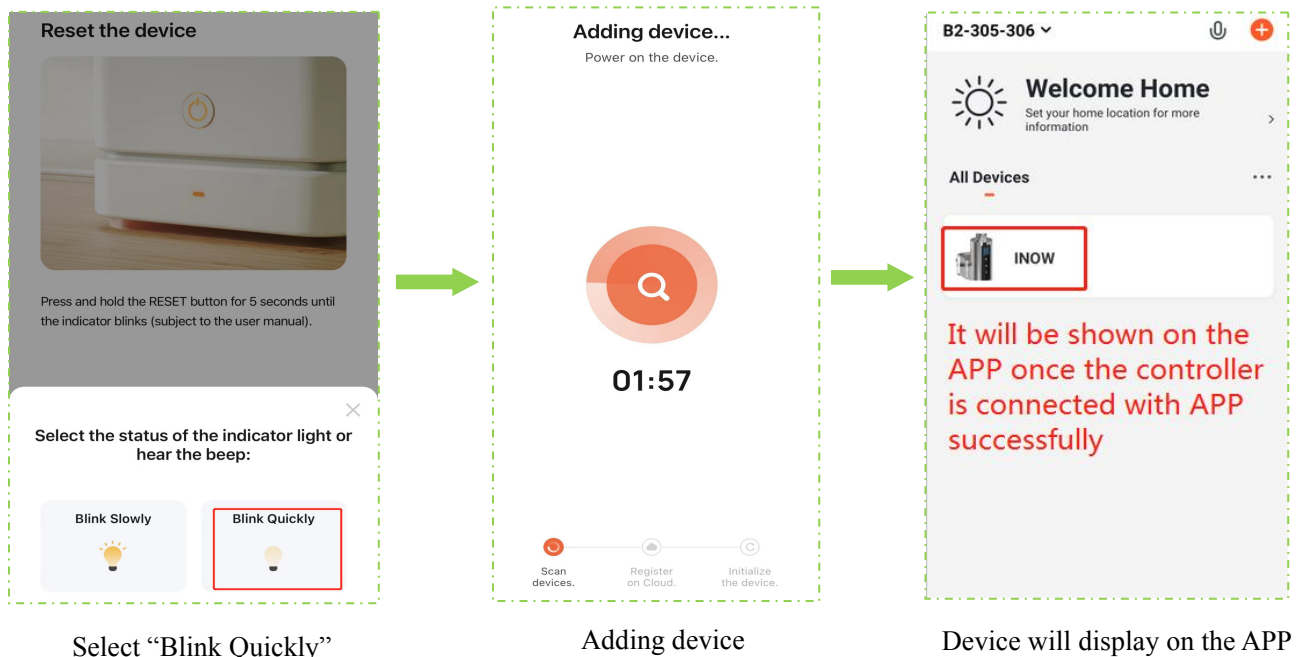 Reset the device
Press and hold the RESET button for 5 seconds until
the indicator blinks (subject to the user manual).
Select the status of the indicator light or
hear the beep:
Blink Slowly
Blink Quickly
Select “Blink Quickly”
Adding device...
Power on the device.
01:57
Scan
devices.
Register
on Cloud.
Initialize
the device.
Adding device
B2-305-306
Welcome Home
Set your home location for more
information
All Devices
INOW
It will be shown on the
APP once the controller
is connected with APP
successfully
Device will display on the APP